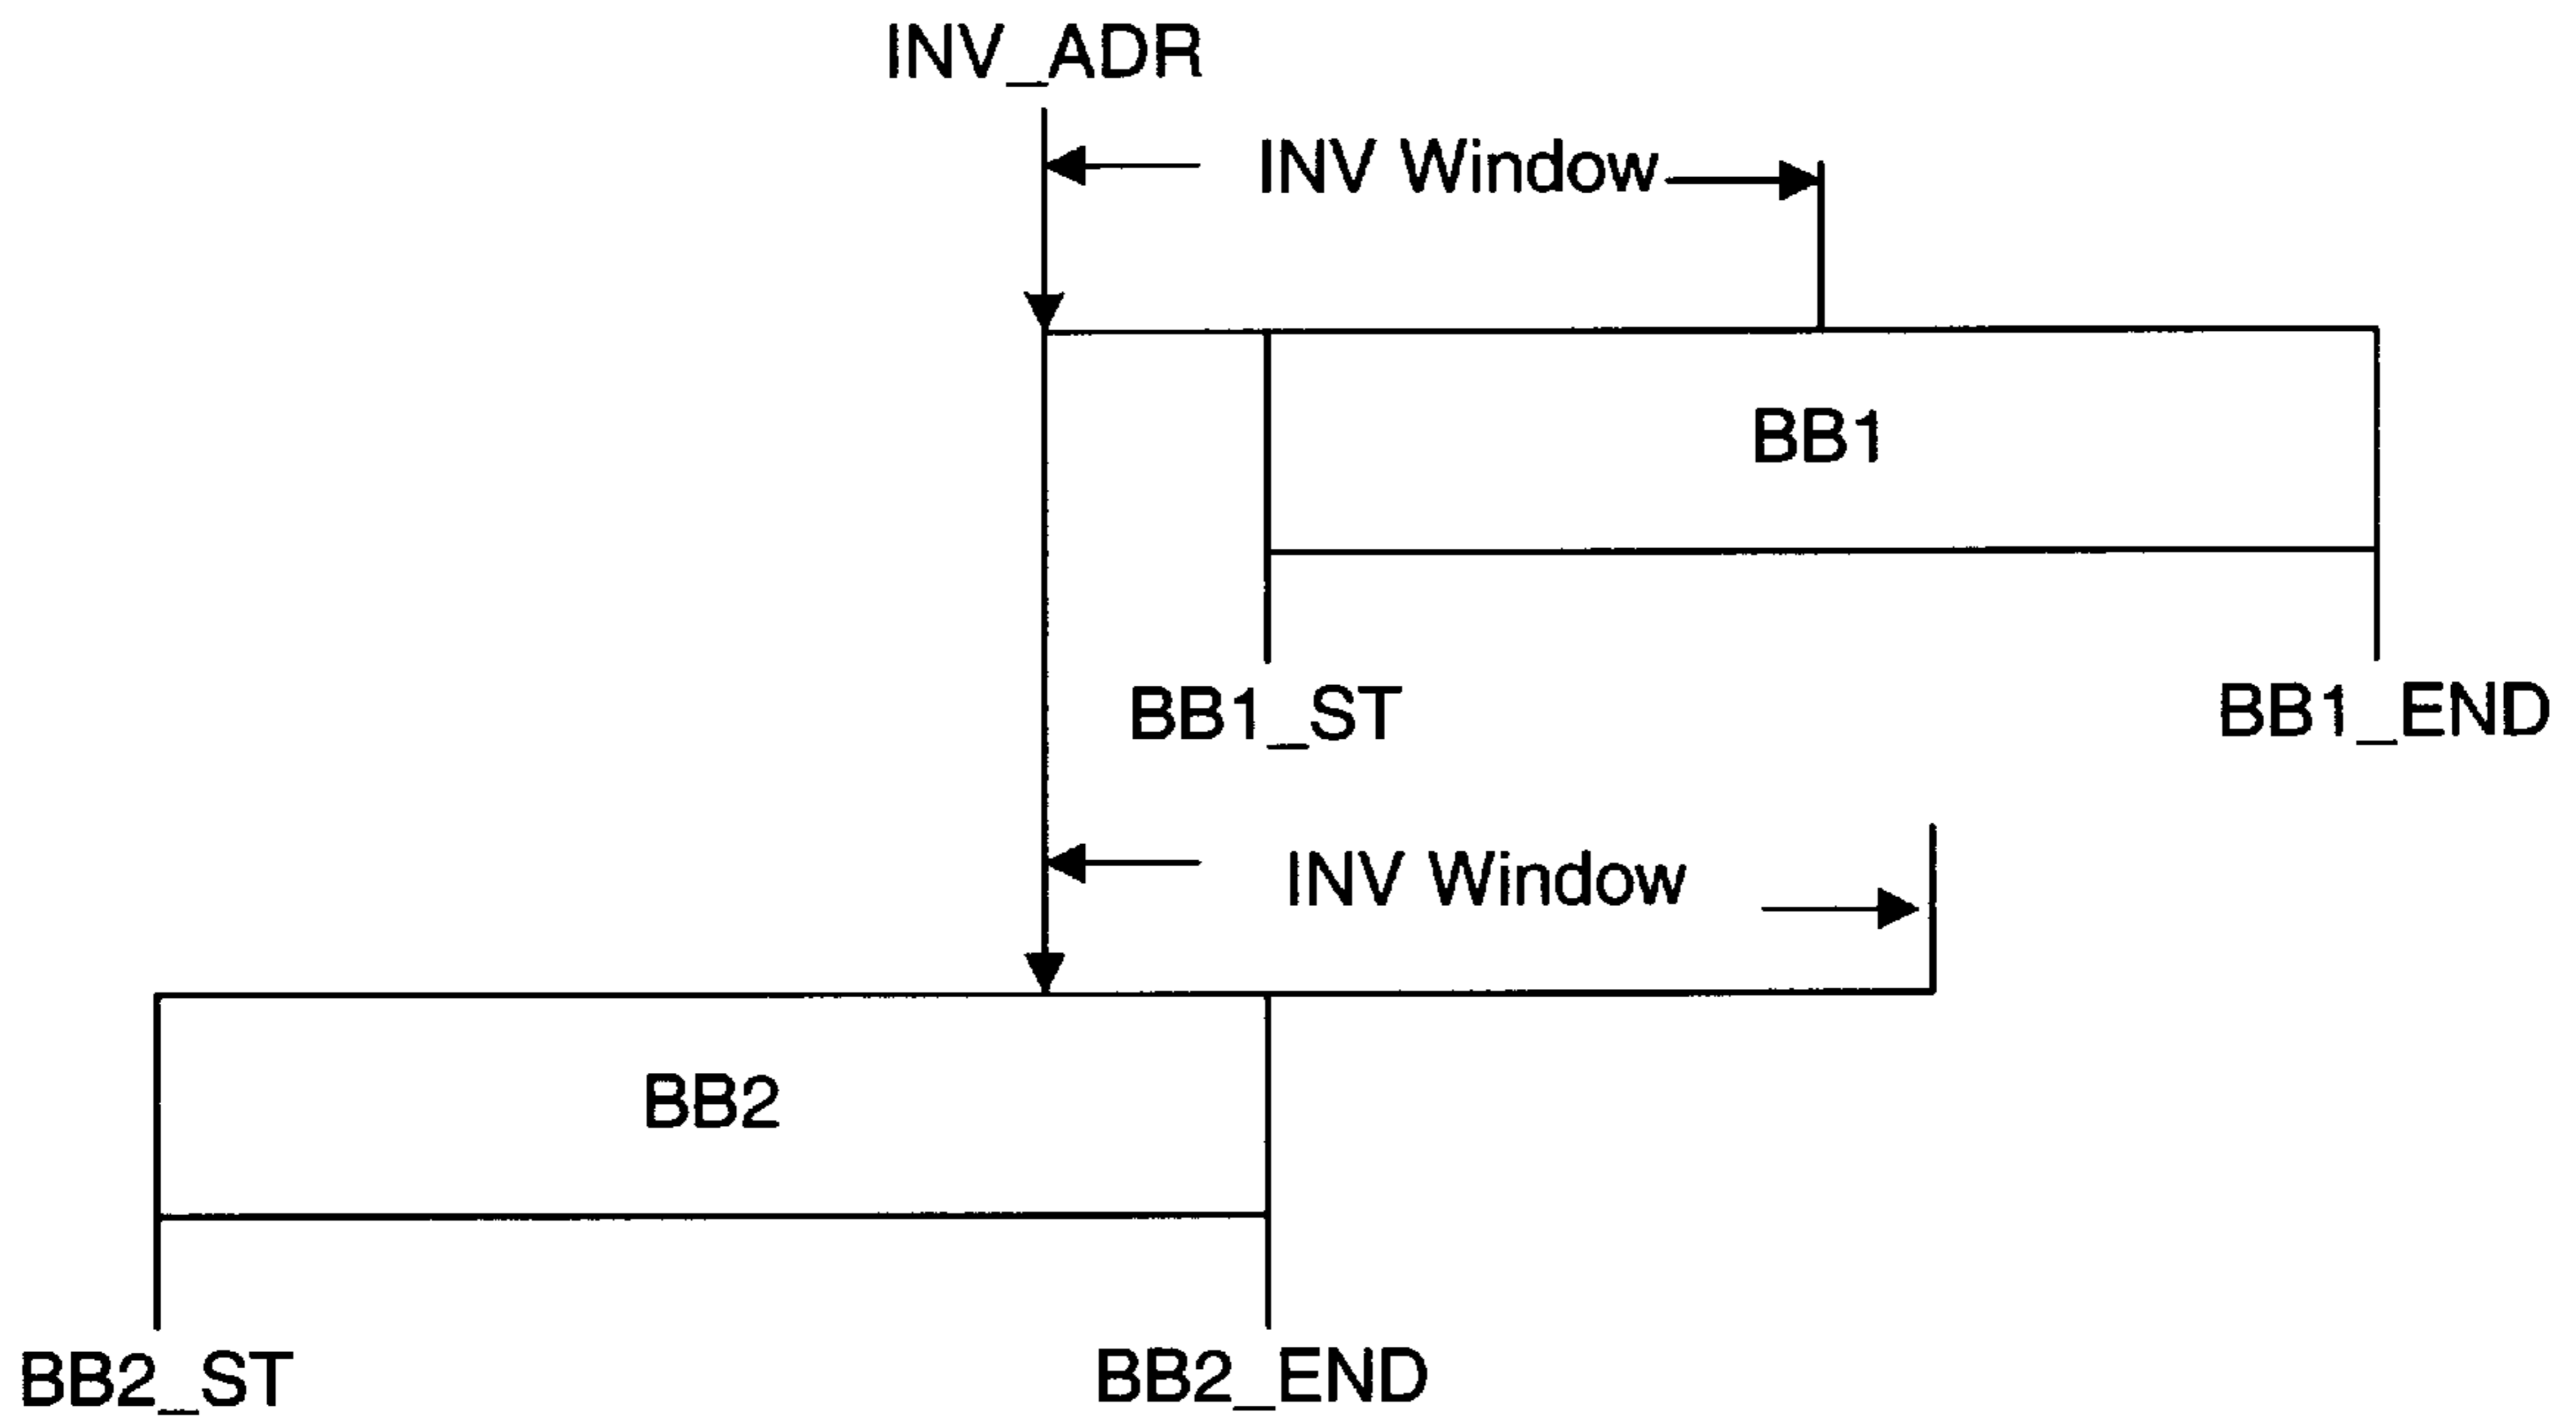 INV_ADR
INV Window
BB1
BB1_ST
BB1_END
INV Window
BB2
BB2_ST
BB2_END